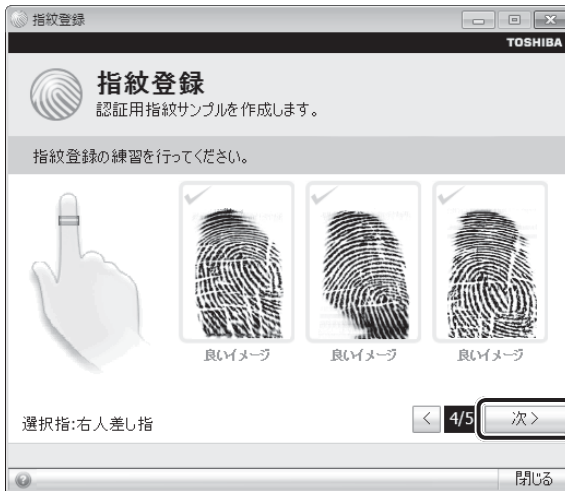 指紋登録
TOSHIBA
指紋登録
認証用指紋サンプルを作成します。
指紋登録の練習を行ってください。
良いイメージ 良いイメージ 良いイメージ
選択指:右人差し指
< 4/5 次 >
閉じる